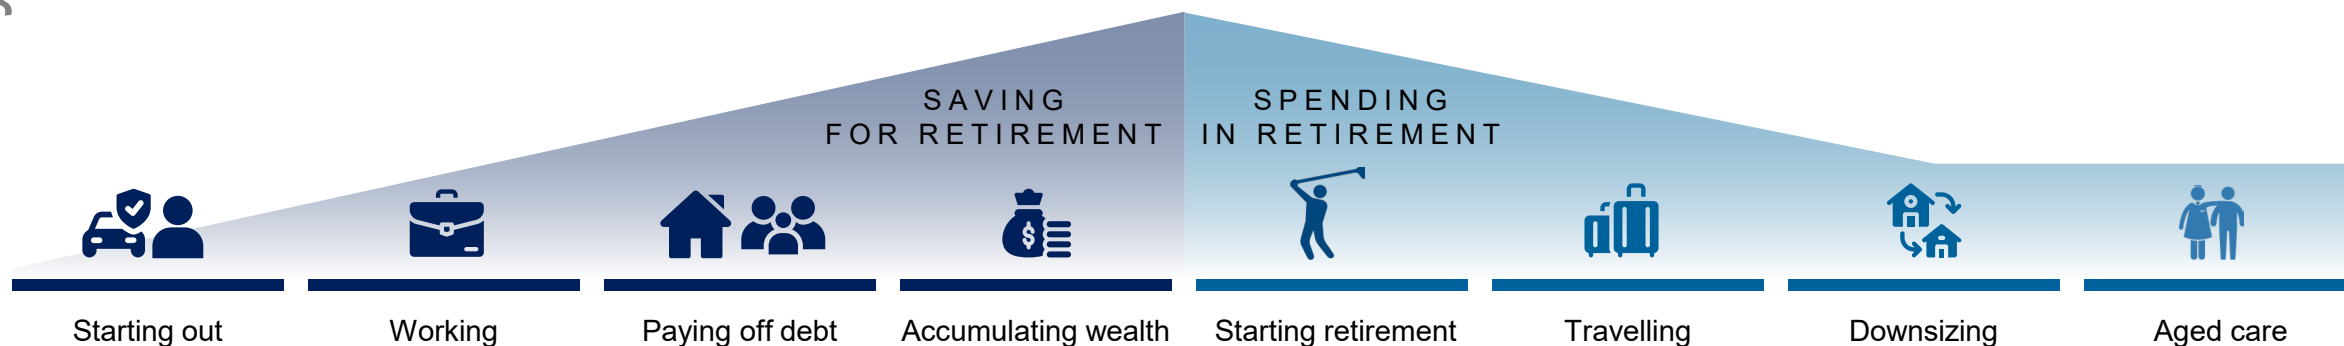 SAVING
FOR RETIREMENT
SPENDING
IN RETIREMENT
$
Starting out
Working
Paying off debt
Accumulating wealth
Starting retirement
Travelling
Downsizing
Aged care